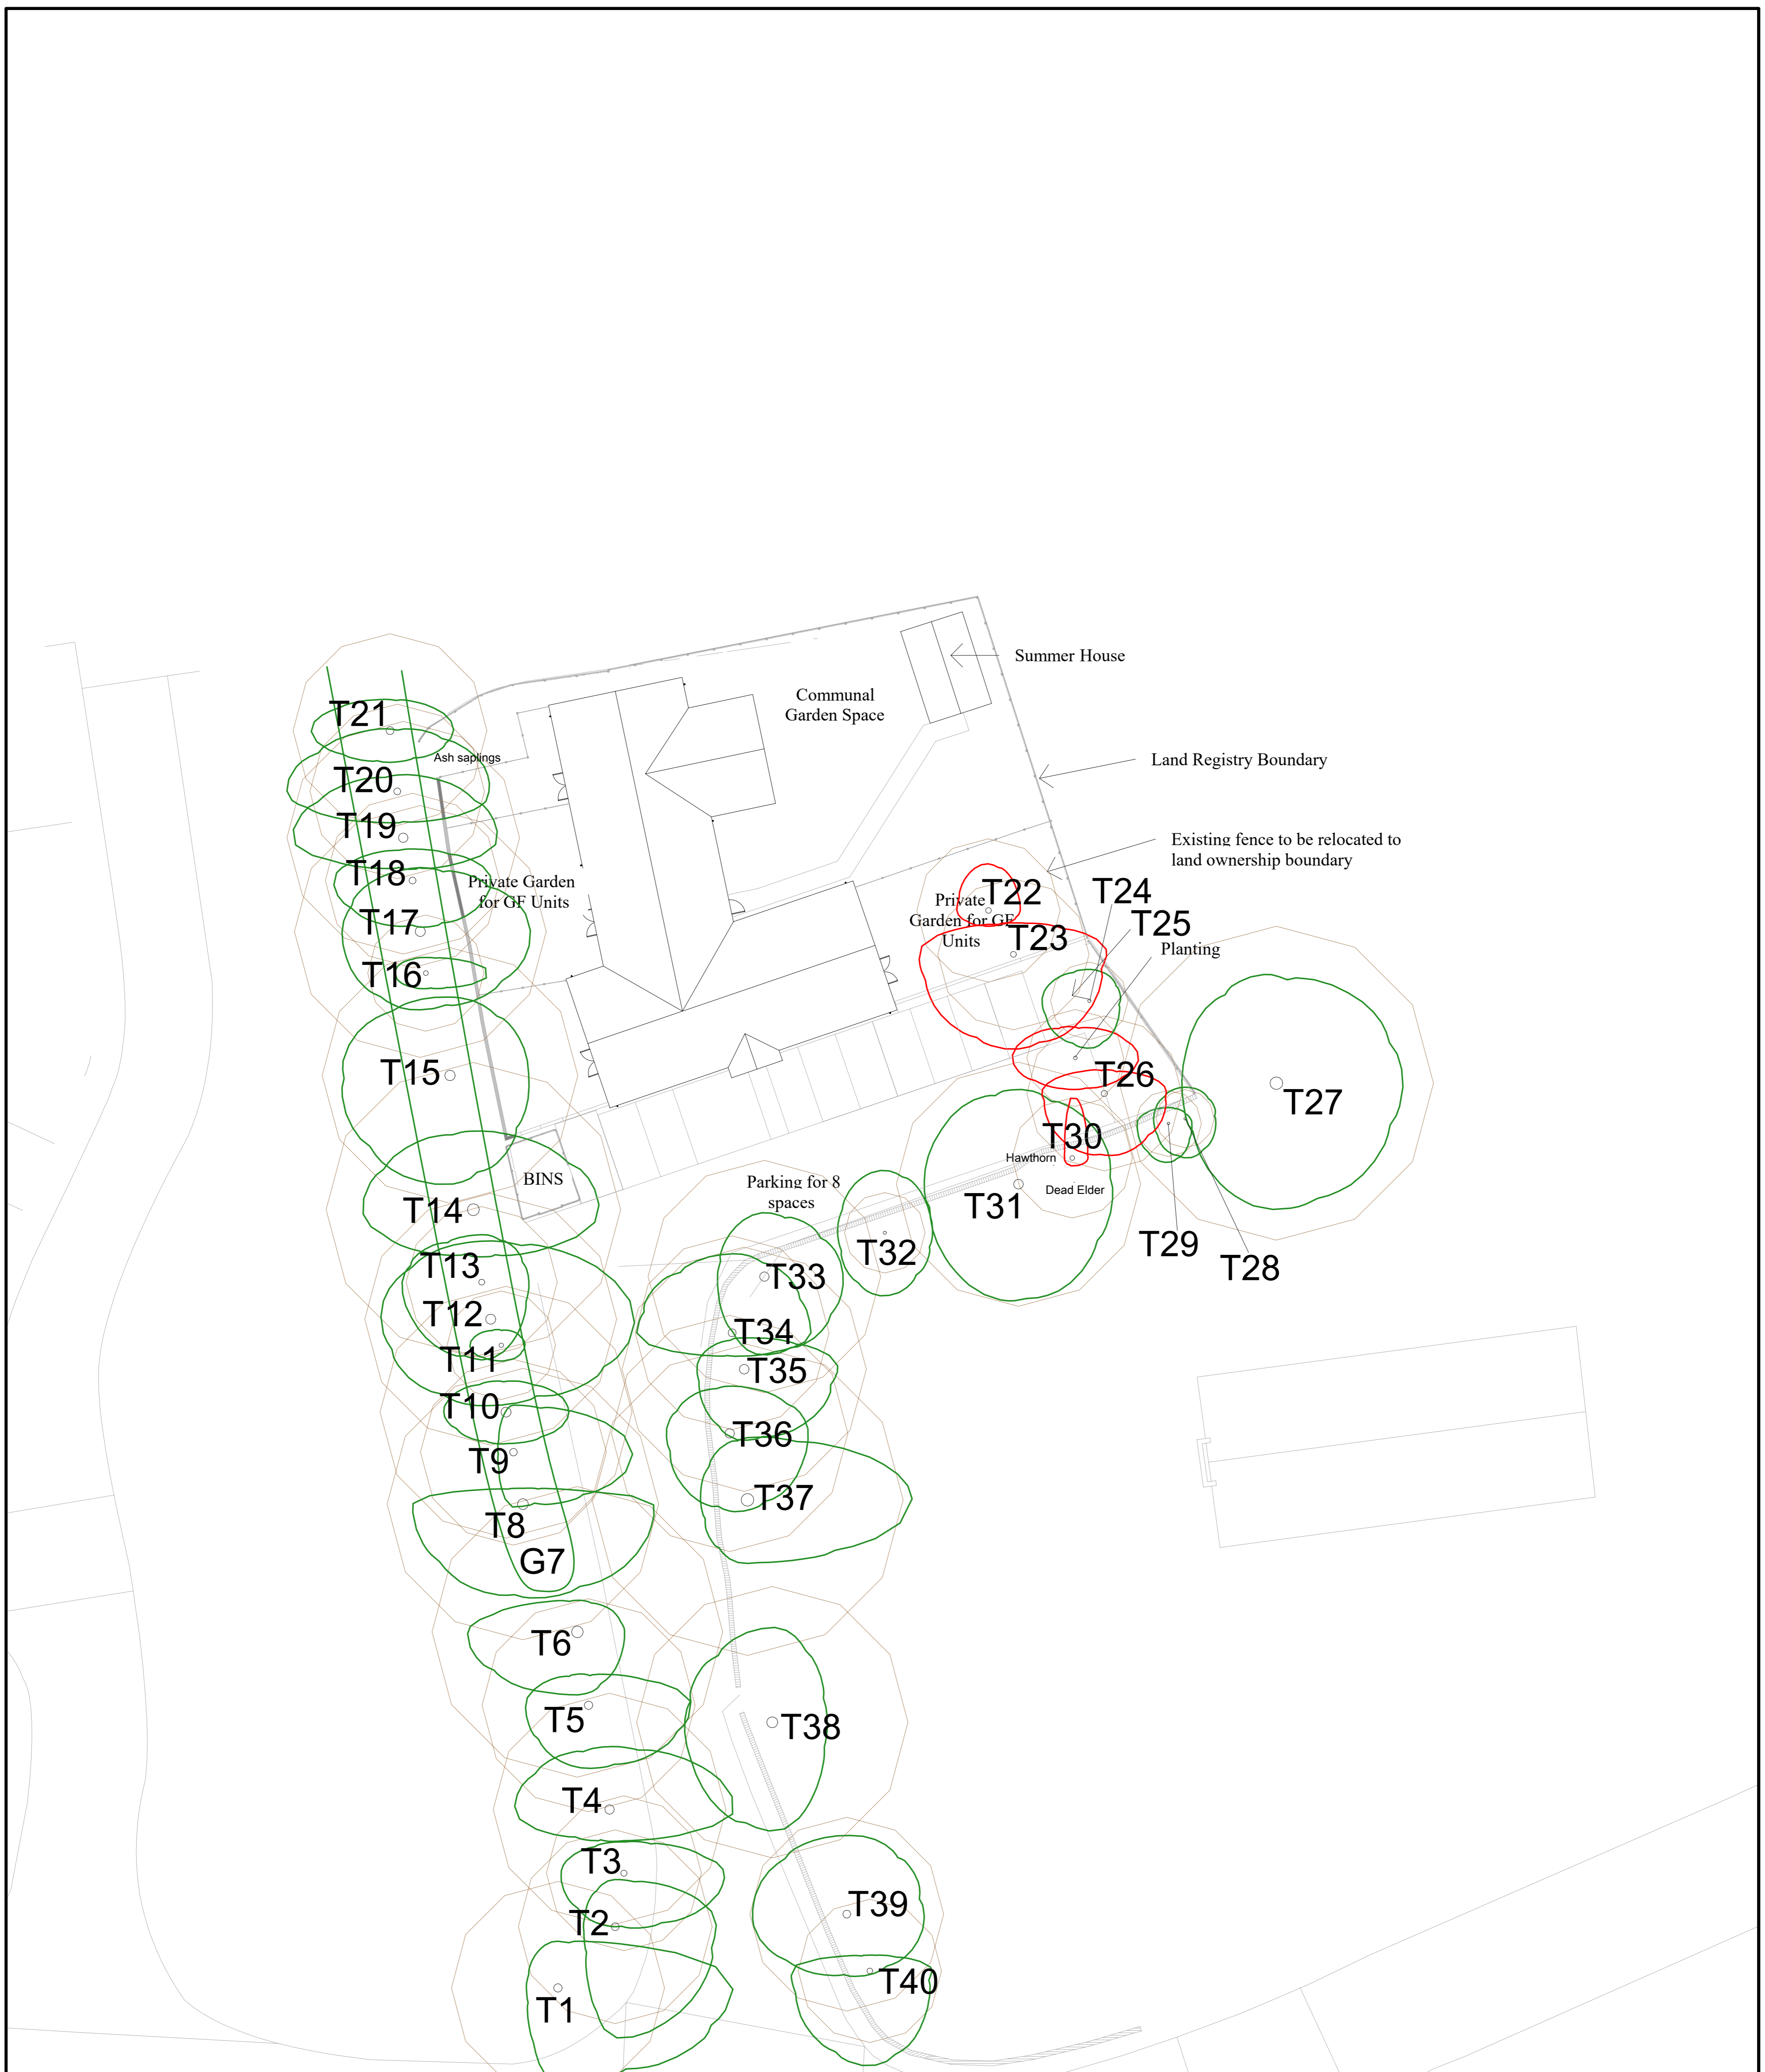 Summer House
Communal
Garden Space
T21
Ash saplings
Land Registry Boundary
T20
T19
Existing fence to be relocated to
land ownership boundary
T18
Private Garden
for GF Units
T17
T16
Private
Garden for GF
Units
T22
T23
T24
T25
Planting
T15
T26
T27
T30
Hawthorn
Dead Elder
BINS
Parking for 8
spaces
T14
T31
T32
T29
T28
T13
T33
T12
T34
T11
T35
T10
T36
T9
T37
T8
G7
T6
T5
T38
T4
T3
T39
T2
T40
T1